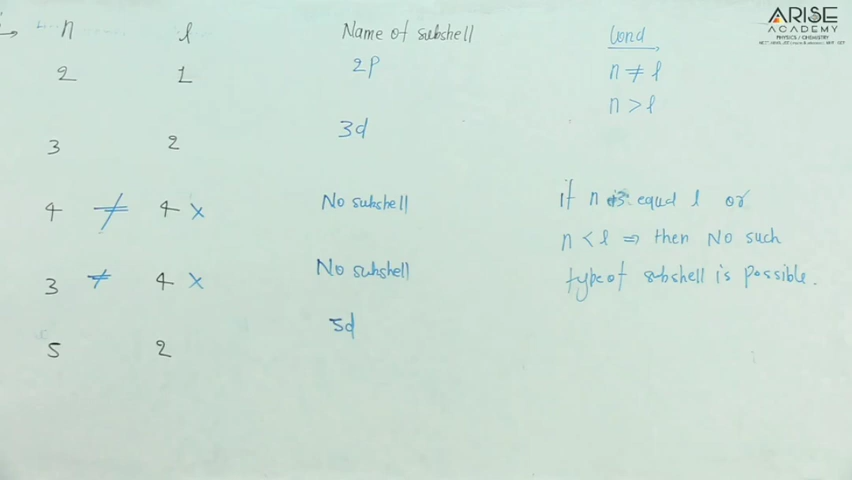 ARISE
ACADEMY
PHYSICS / CHEMISTRY
n l Name of subshell Cond
2 1 2P n ≠ l
3 2 3d n > l
4 ≠ 4 x No subshell
3 ≠ 4 x No subshell
5 2 5d
if n is equal l or
n < l ⇒ then No such
type of subshell is possible.